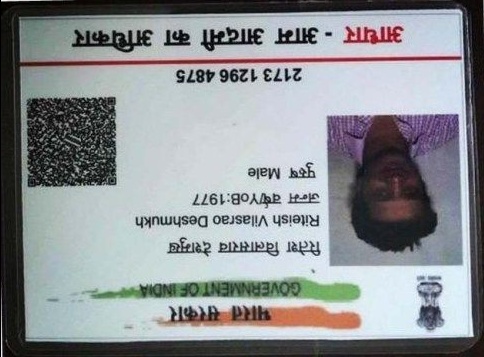 भारत सरकार
GOVERNMENT OF INDIA
रितेश विलासराव देशमुख
Riteish Vilasrao Deshmukh
जन्म वर्ष/YoB:1977
पुरुष Male
2173 1296 4875
आधार - आम आदमी का अधिकार